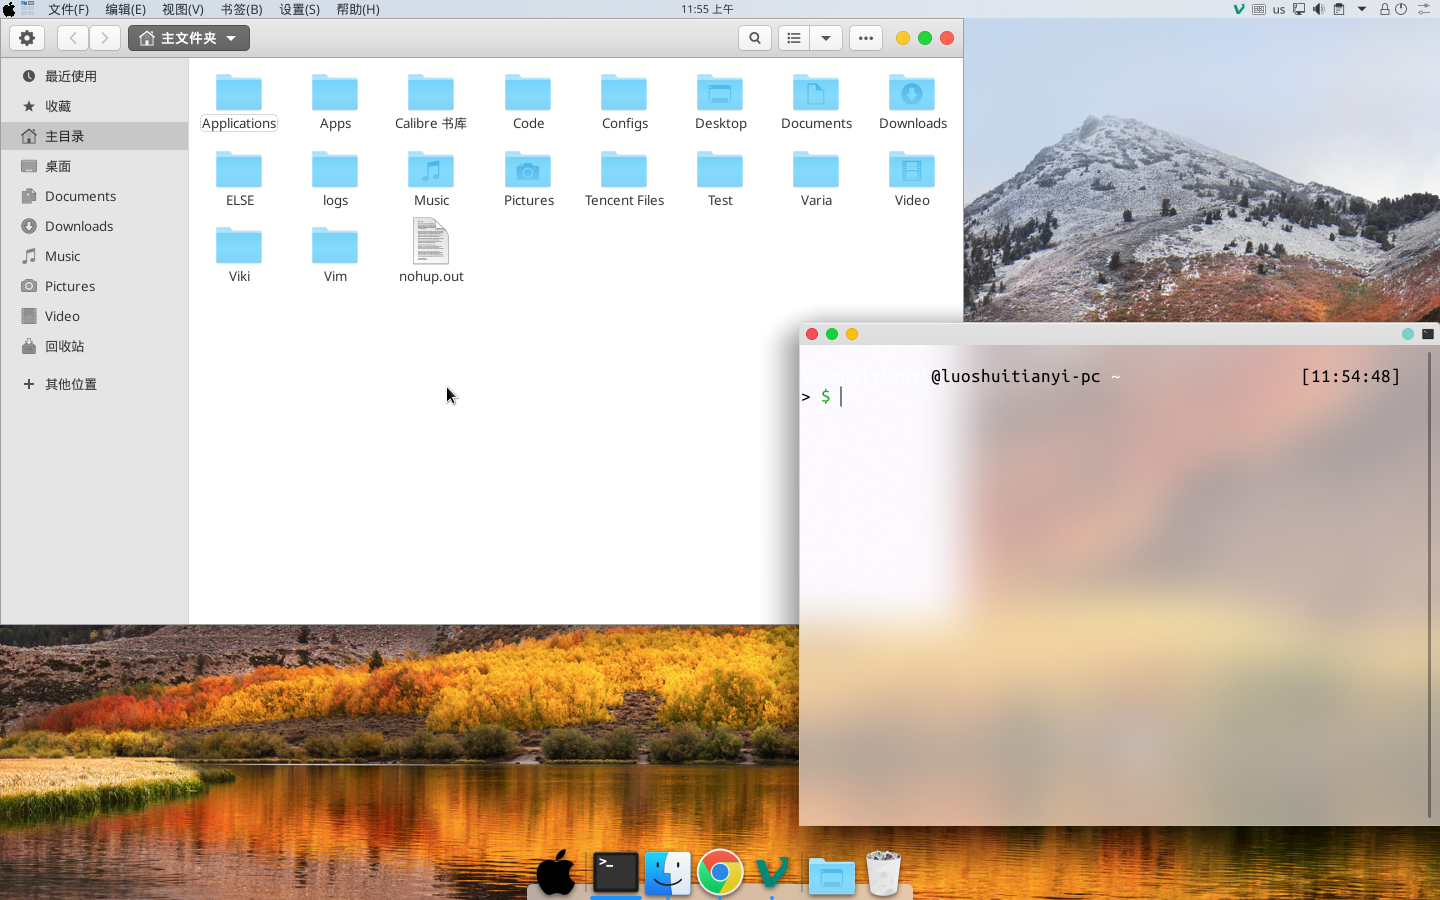 文件(F) 编辑(E) 视图(V) 书签(B) 设置(S) 帮助(H) 11:55 上午 us
主文件夹
最近使用
收藏
主目录
桌面
Documents
Downloads
Music
Pictures
Video
回收站
其他位置
Applications Apps Calibre 书库 Code Configs Desktop Documents Downloads
ELSE logs Music Pictures Tencent Files Test Varia Video
Viki Vim nohup.out
luoshuitianyi@luoshuitianyi-pc ~ [11:54:48]
> $
>_